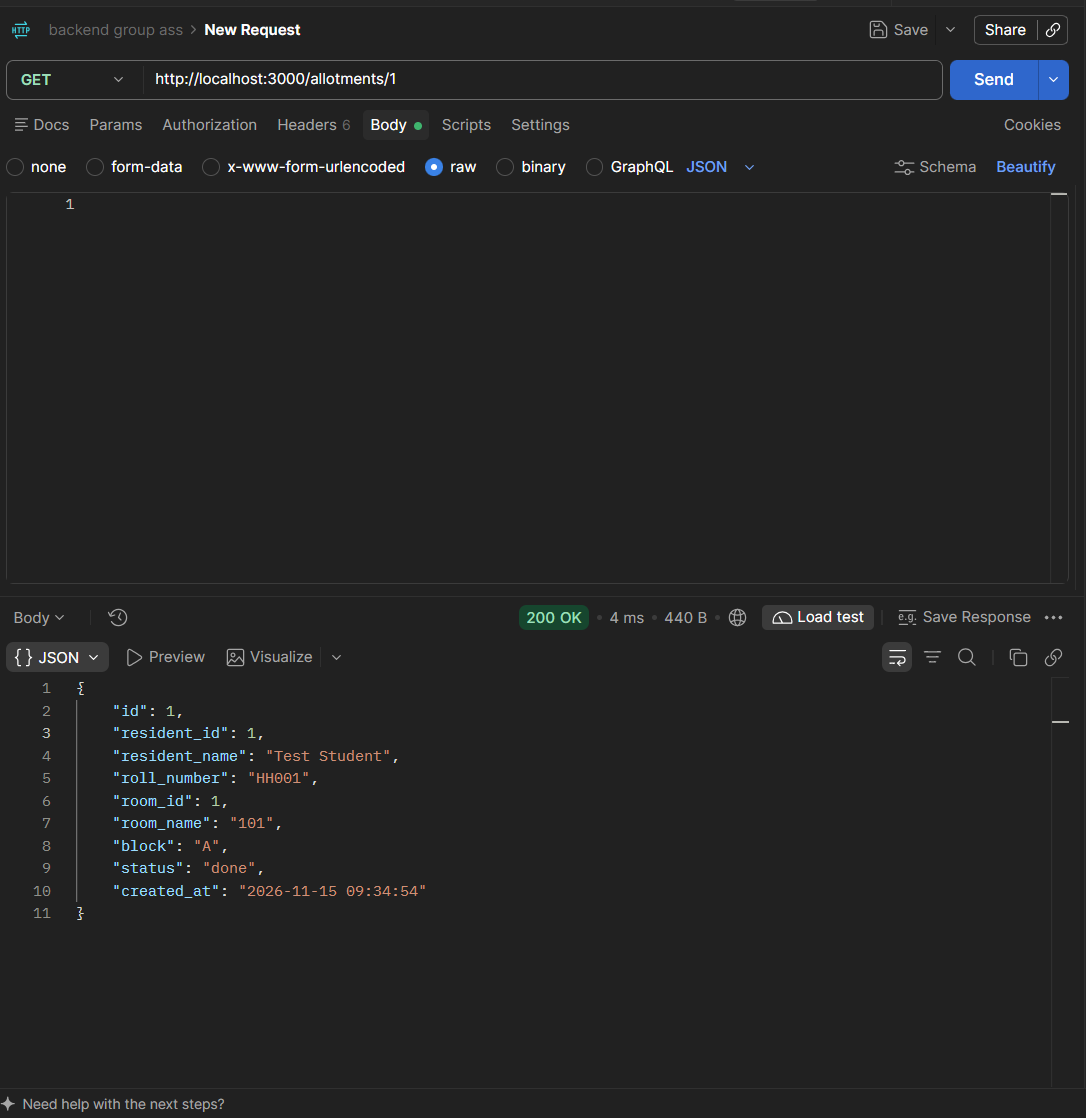 HTTP backend group ass > New Request Save Share
GET http://localhost:3000/allotments/1 Send
Docs Params Authorization Headers 6 Body Scripts Settings Cookies
none form-data x-www-form-urlencoded raw binary GraphQL JSON Schema Beautify
1
Body 200 OK • 4 ms • 440 B • Load test e.g. Save Response
{ } JSON Preview Visualize
1 {
2 "id": 1,
3 "resident_id": 1,
4 "resident_name": "Test Student",
5 "roll_number": "HH001",
6 "room_id": 1,
7 "room_name": "101",
8 "block": "A",
9 "status": "done",
10 "created_at": "2026-11-15 09:34:54"
11 }
Need help with the next steps?